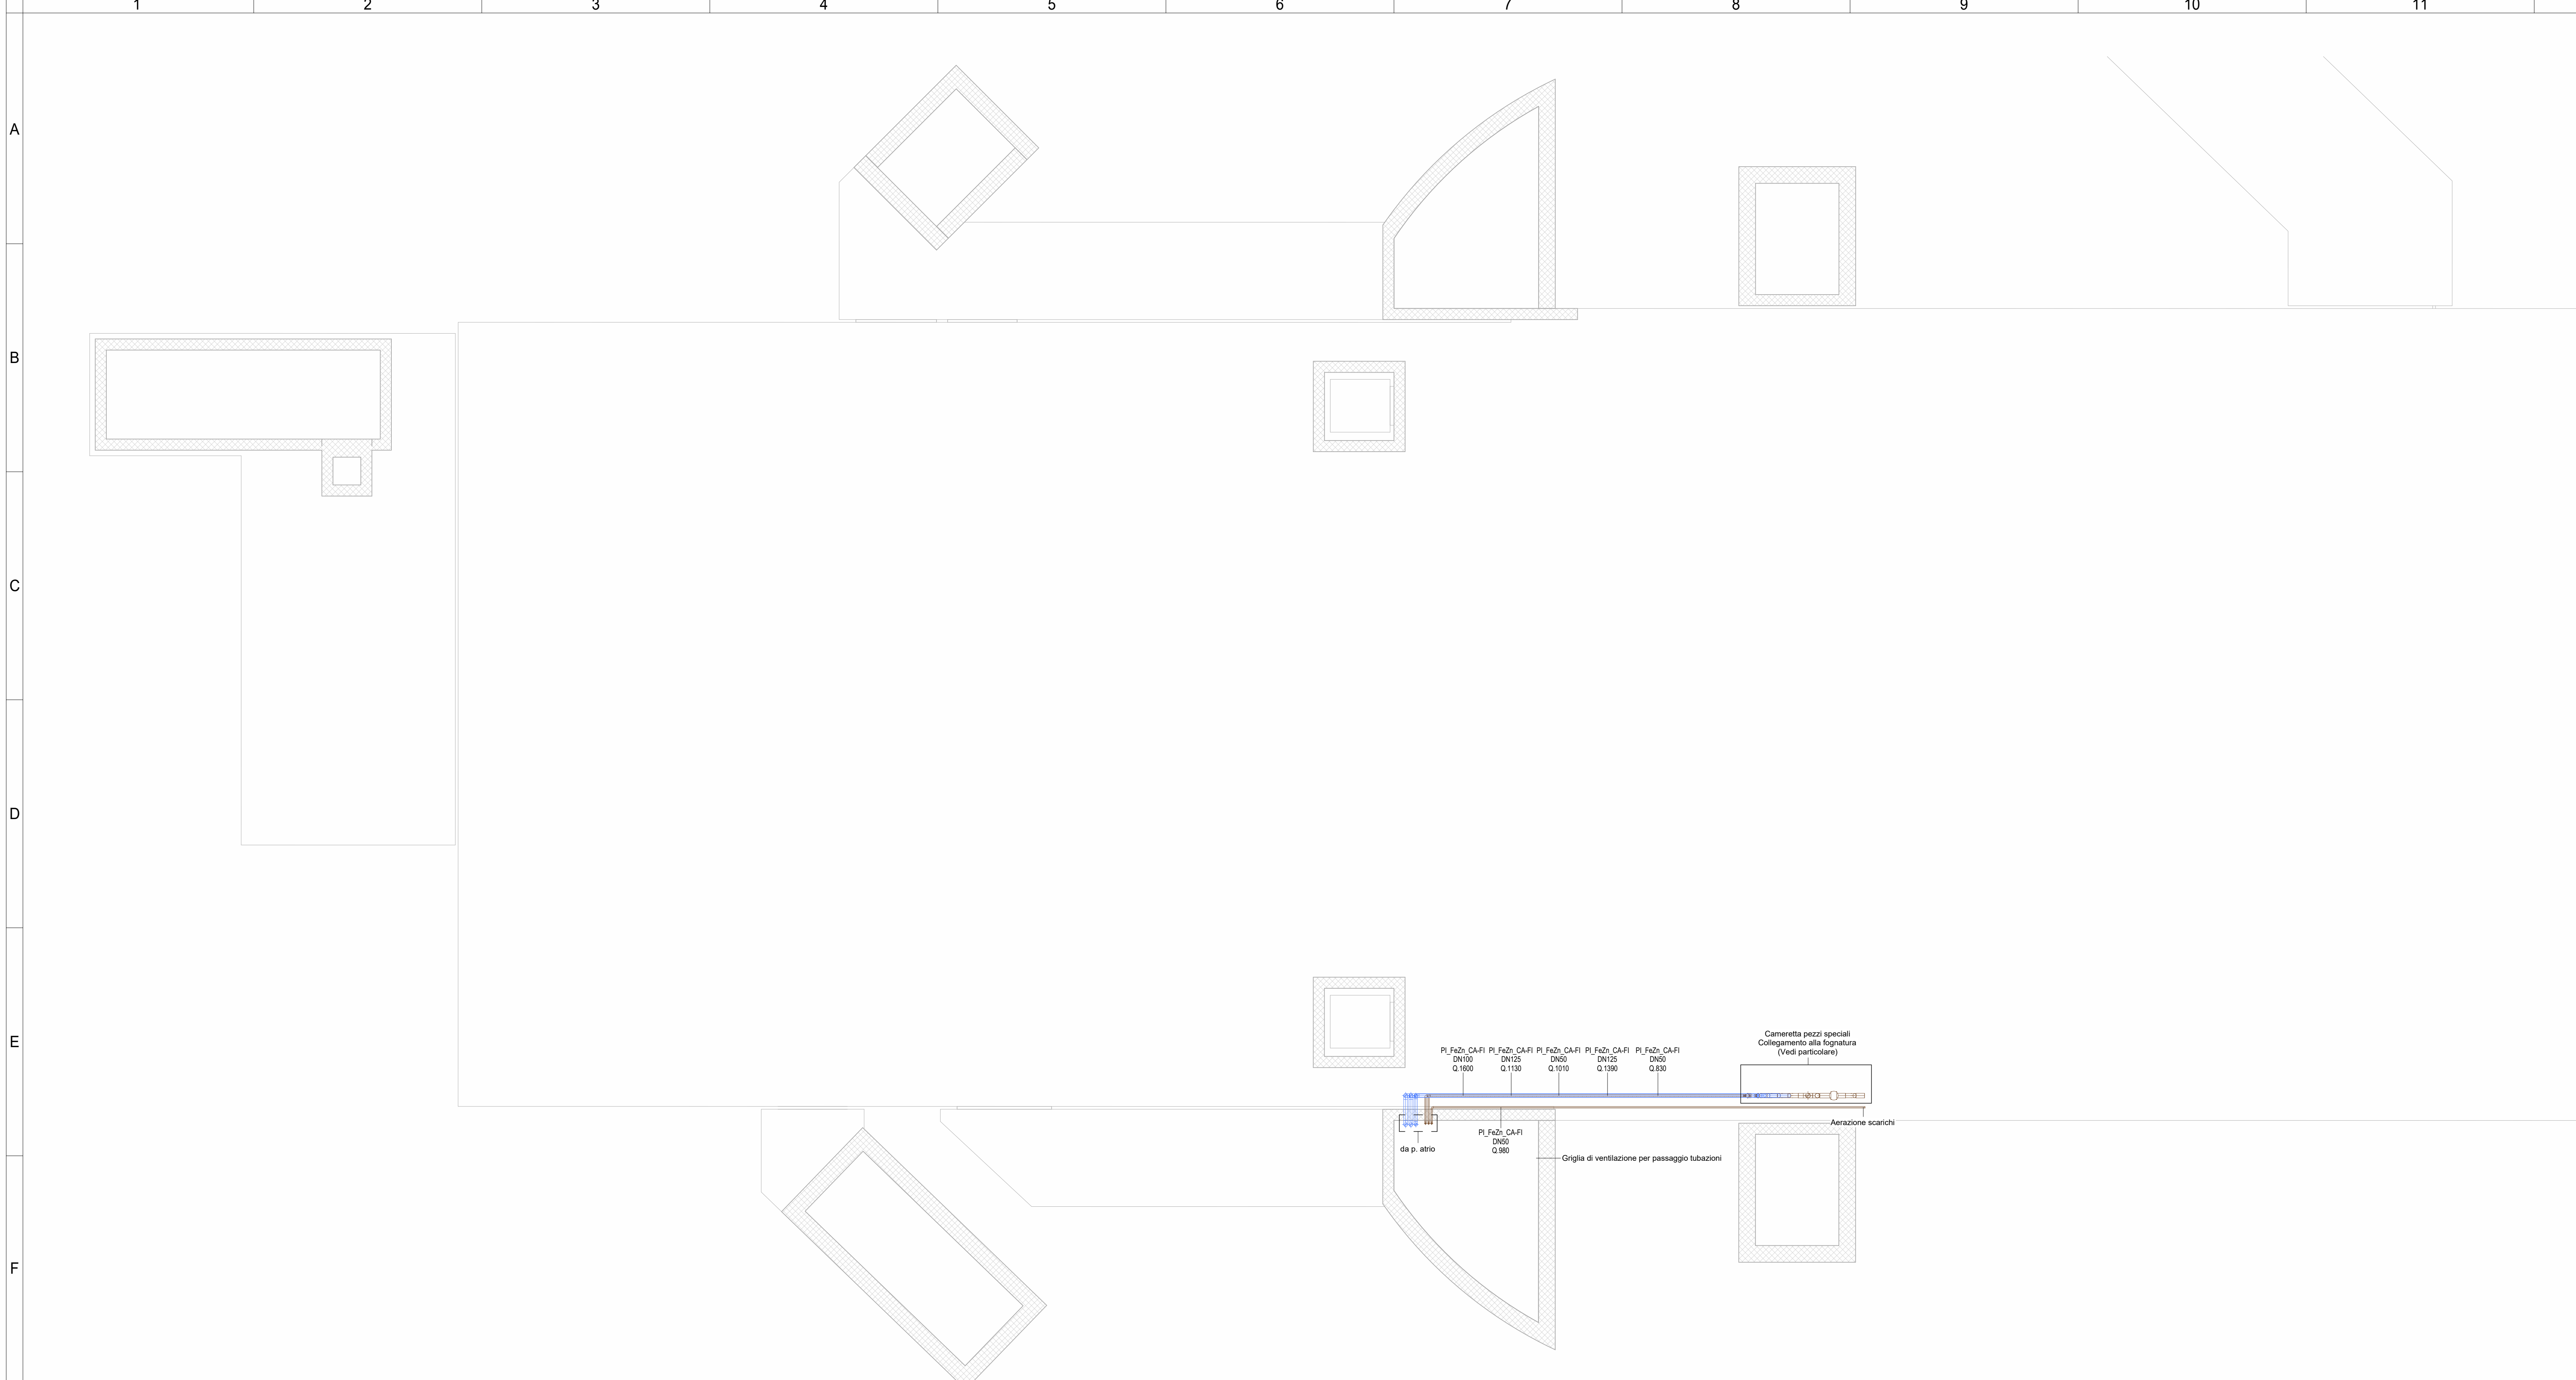 1 2 3 4 5 6 7 8 9 10 11
A
B
C
D
E
F
Cameretta pezzi speciali
Collegamento alla fognatura
(Vedi particolare)
PI_FeZn_CA-FI
DN100
Q.1600
PI_FeZn_CA-FI
DN125
Q.1130
PI_FeZn_CA-FI
DN50
Q.1010
PI_FeZn_CA-FI
DN125
Q.1390
PI_FeZn_CA-FI
DN50
Q.830
Aerazione scarichi
PI_FeZn_CA-FI
DN50
Q.980
da p. atrio
Griglia di ventilazione per passaggio tubazioni